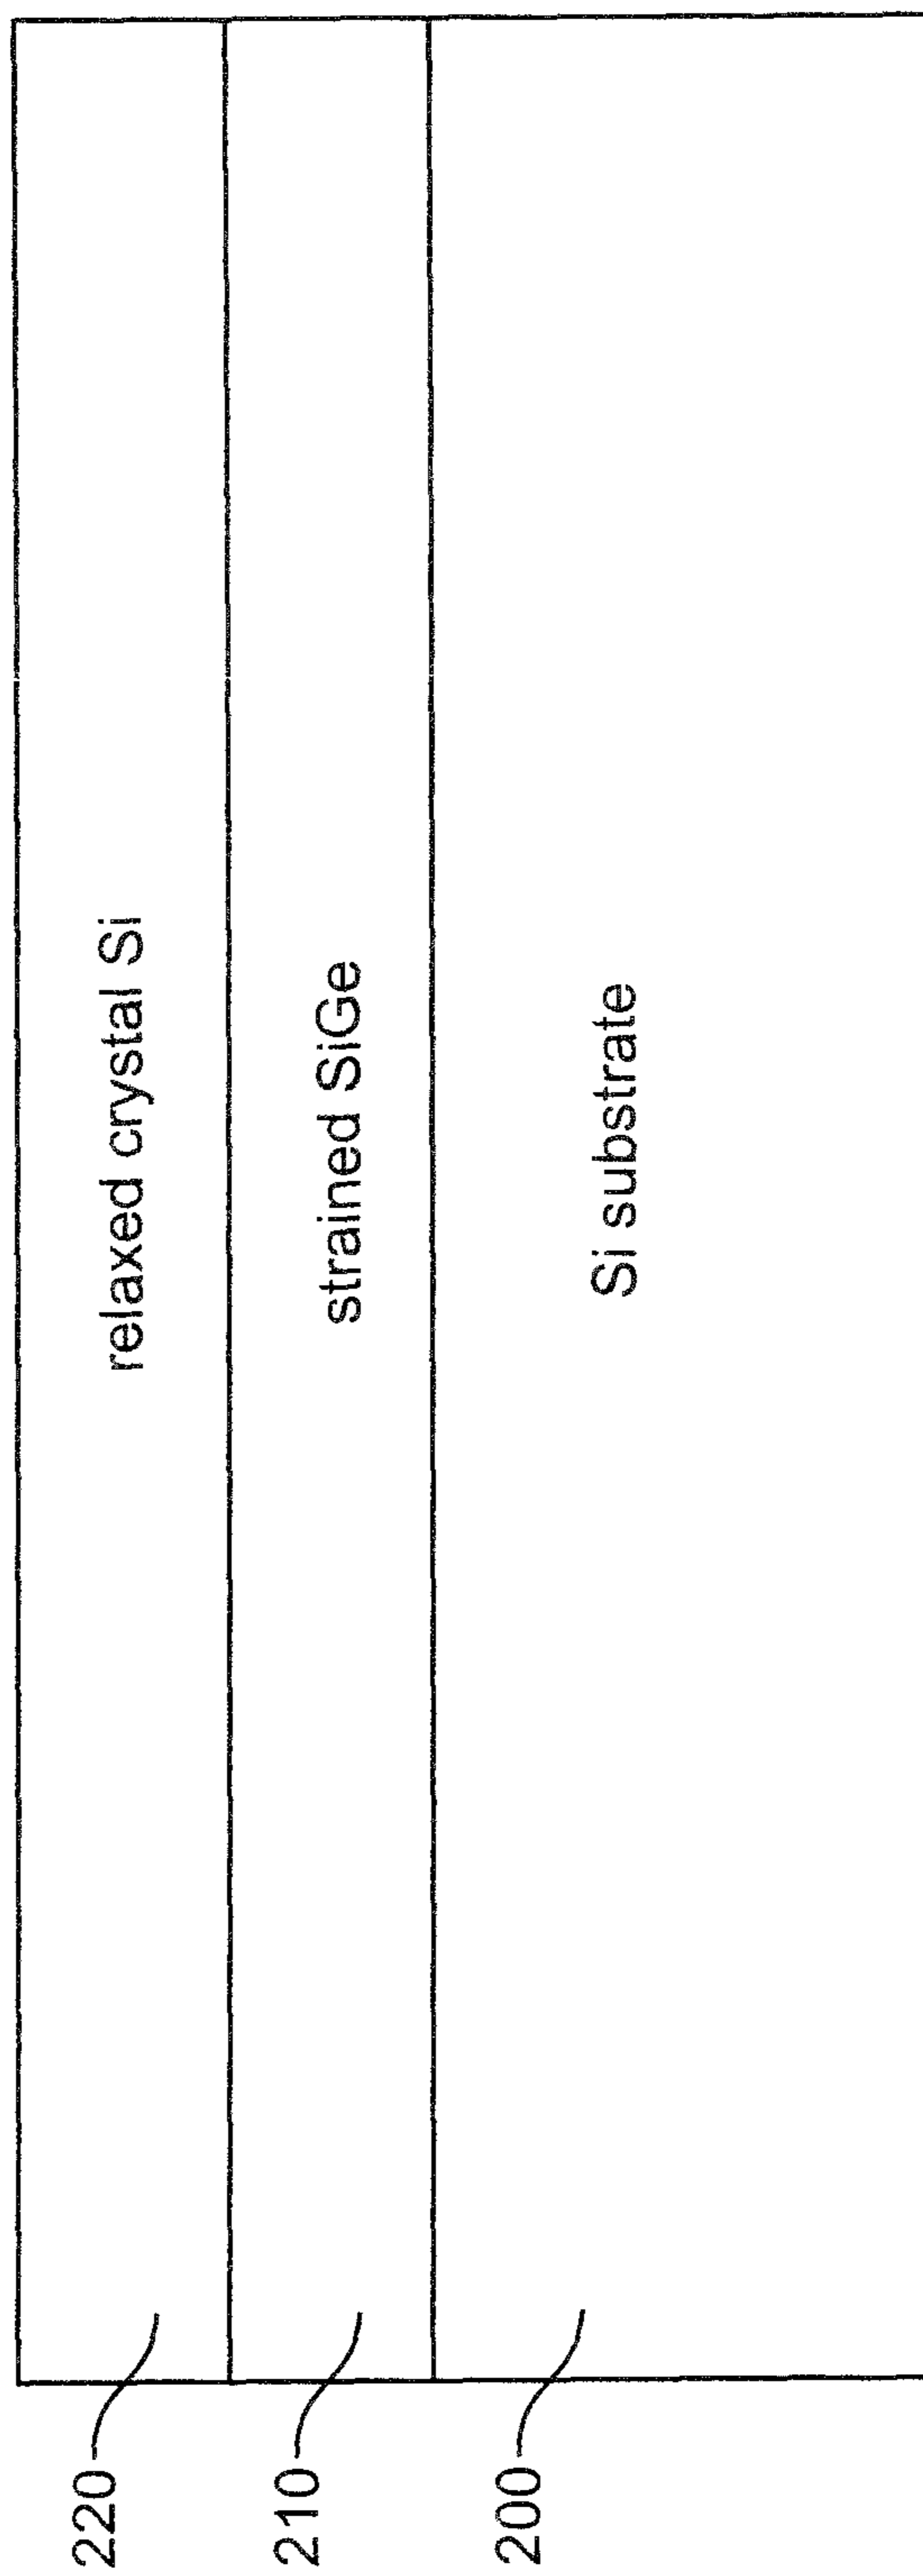 220
relaxed crystal Si
210
strained SiGe
200
Si substrate